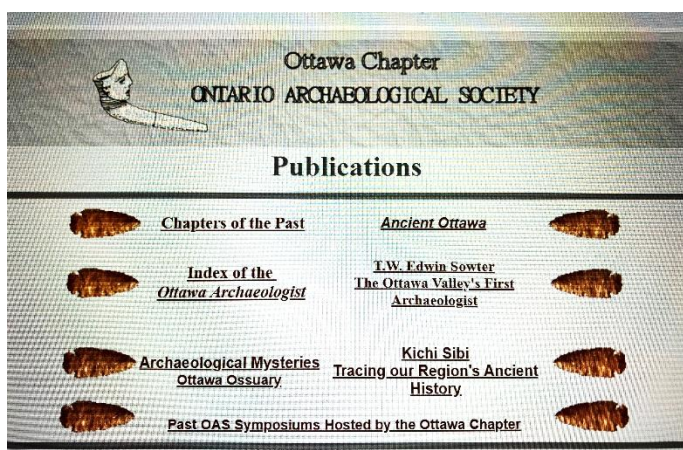 Ottawa Chapter
ONTARIO ARCHAEOLOGICAL SOCIETY
Publications
Chapters of the Past
Ancient Ottawa
Index of the
Ottawa Archaeologist
T.W. Edwin Sowter
The Ottawa Valley's First
Archaeologist
Archaeological Mysteries
Ottawa Ossuary
Kichi Sibi
Tracing our Region's Ancient
History
Past OAS Symposiums Hosted by the Ottawa Chapter